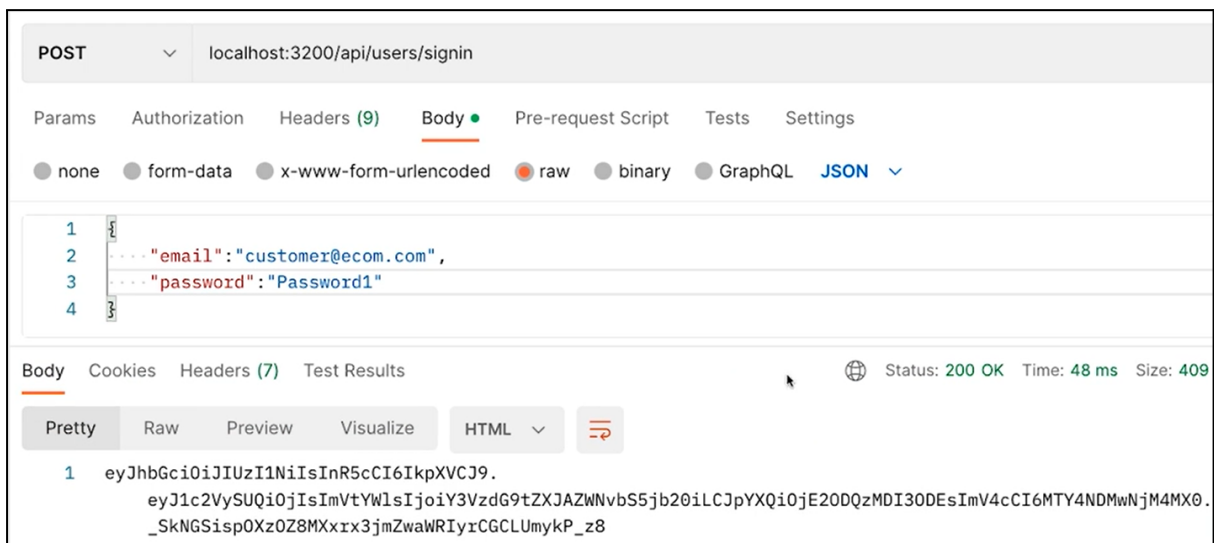 POST localhost:3200/api/users/signin
Params Authorization Headers (9) Body Pre-request Script Tests Settings
none form-data x-www-form-urlencoded raw binary GraphQL JSON
1 {
2 "email":"customer@ecom.com",
3 "password":"Password1"
4 }
Body Cookies Headers (7) Test Results Status: 200 OK Time: 48 ms Size: 409
Pretty Raw Preview Visualize HTML
1 eyJhbGciOiJIUzI1NiIsInR5cCI6IkpXVCJ9.
eyJ1c2VySUQiOjIsImVtYWlsIjoiY3VzdG9tZXJAZWNvbS5jb20iLCJpYXQiOjE2ODQzMDI3ODEsImV4cCI6MTY4NDMwNjM4MX0.
_SkNGSispOXzOZ8MXxrx3jmZwaWRIyrCGCLUmykP_z8